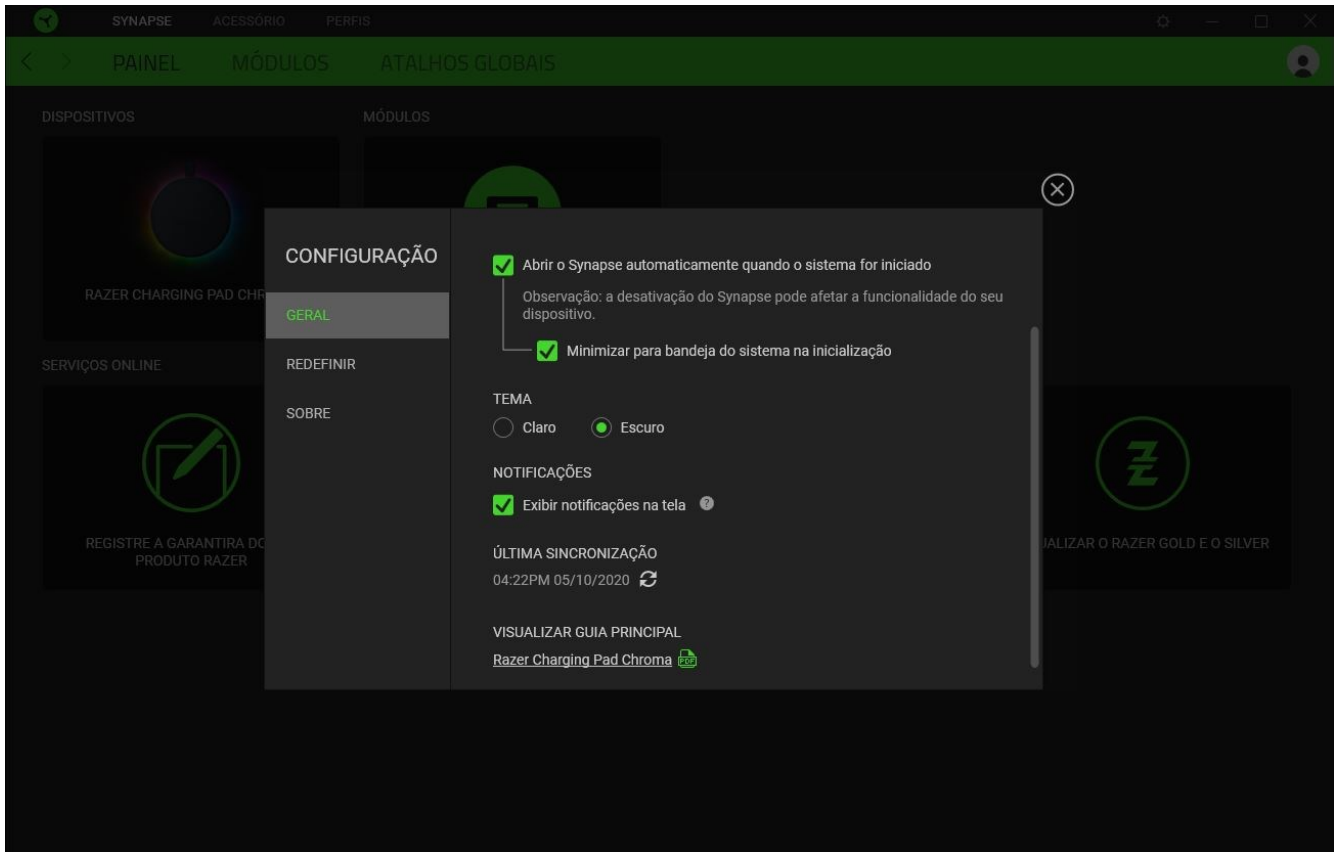 SYNAPSE ACESSÓRIO PERFIS
PAINEL MÓDULOS ATALHOS GLOBAIS
DISPOSITIVOS MÓDULOS
RAZER CHARGING PAD CHR
SERVIÇOS ONLINE
REGISTRE A GARANTIRA DO
PRODUTO RAZER
CONFIGURAÇÃO
GERAL
REDEFINIR
SOBRE
Abrir o Synapse automaticamente quando o sistema for iniciado
Observação: a desativação do Synapse pode afetar a funcionalidade do seu
dispositivo.
Minimizar para bandeja do sistema na inicialização
TEMA
Claro Escuro
NOTIFICAÇÕES
Exibir notificações na tela ?
ÚLTIMA SINCRONIZAÇÃO
04:22PM 05/10/2020
VISUALIZAR GUIA PRINCIPAL
Razer Charging Pad Chroma PDF
UALIZAR O RAZER GOLD E O SILVER